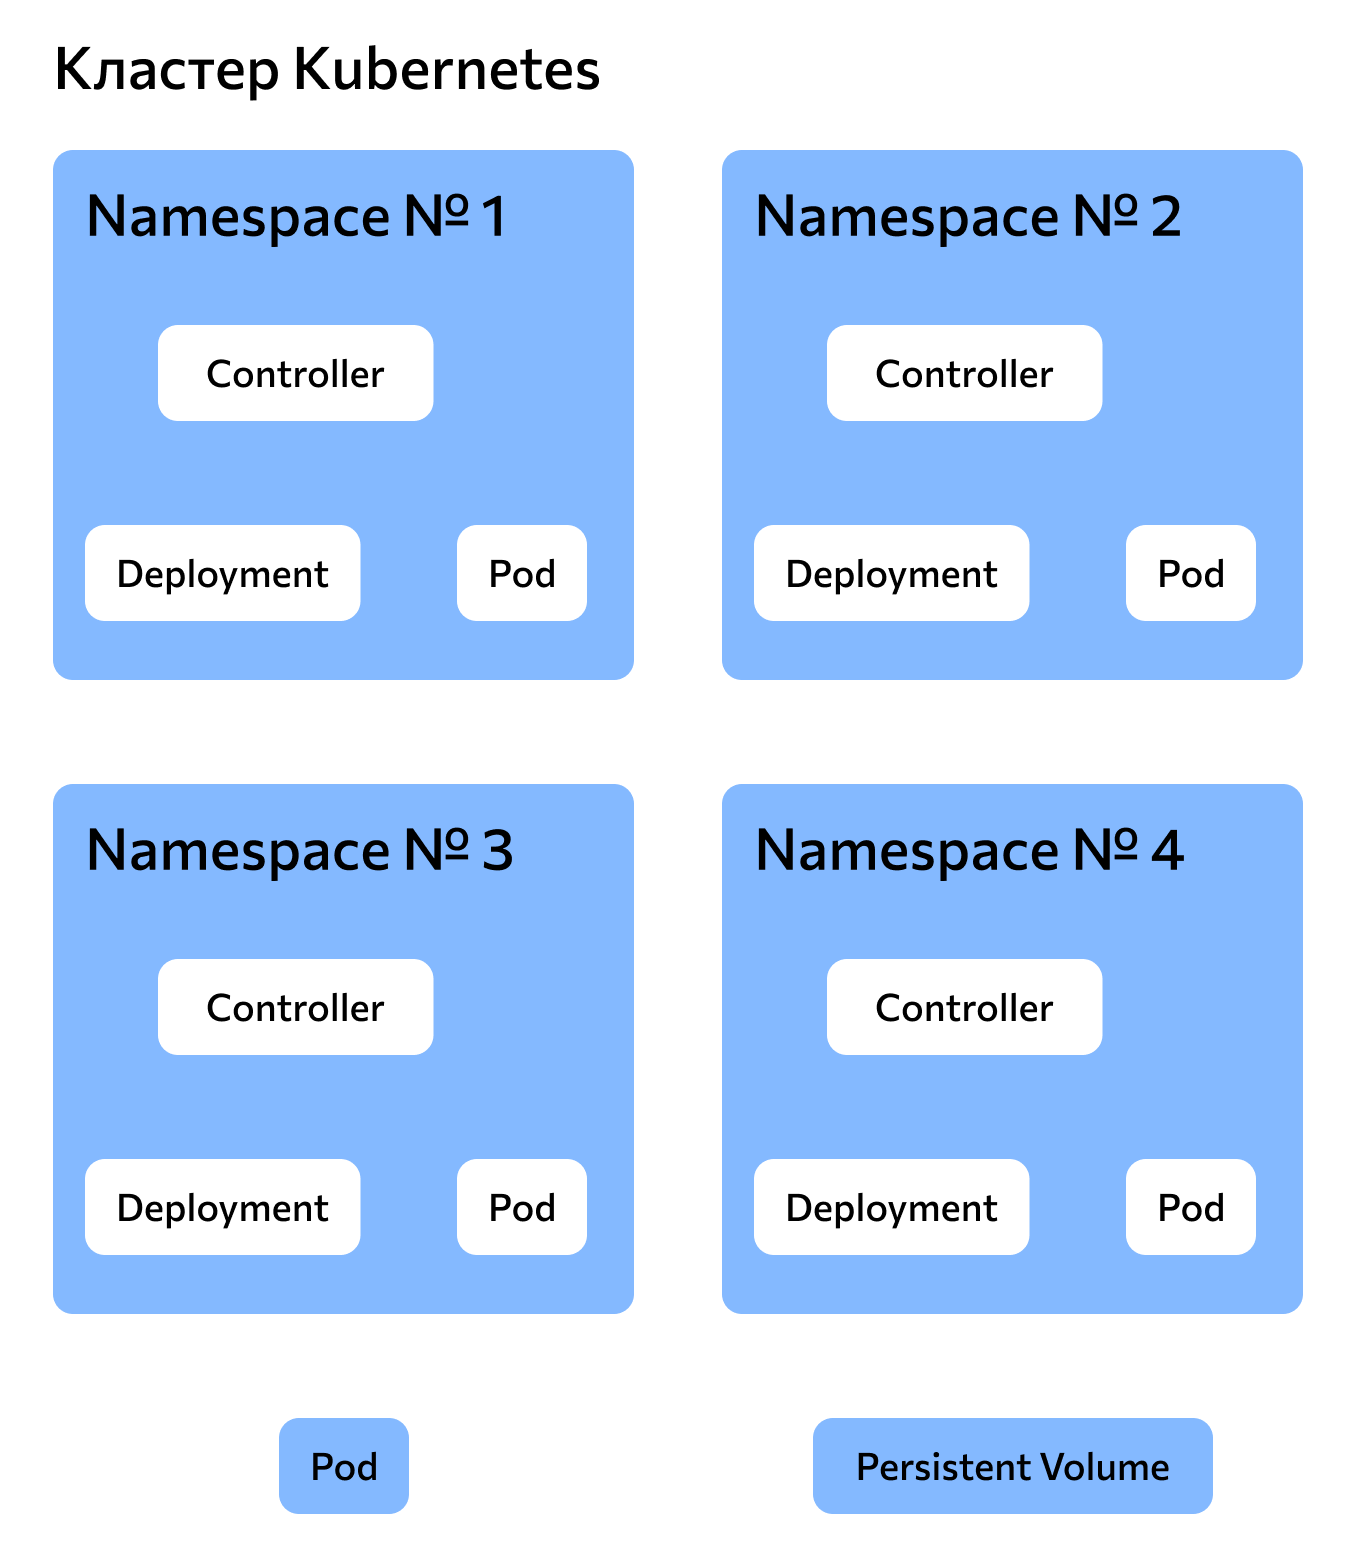 Кластер Kubernetes
Namespace № 1
Controller
Deployment
Pod
Namespace № 2
Controller
Deployment
Pod
Namespace № 3
Controller
Deployment
Pod
Namespace № 4
Controller
Deployment
Pod
Pod
Persistent Volume